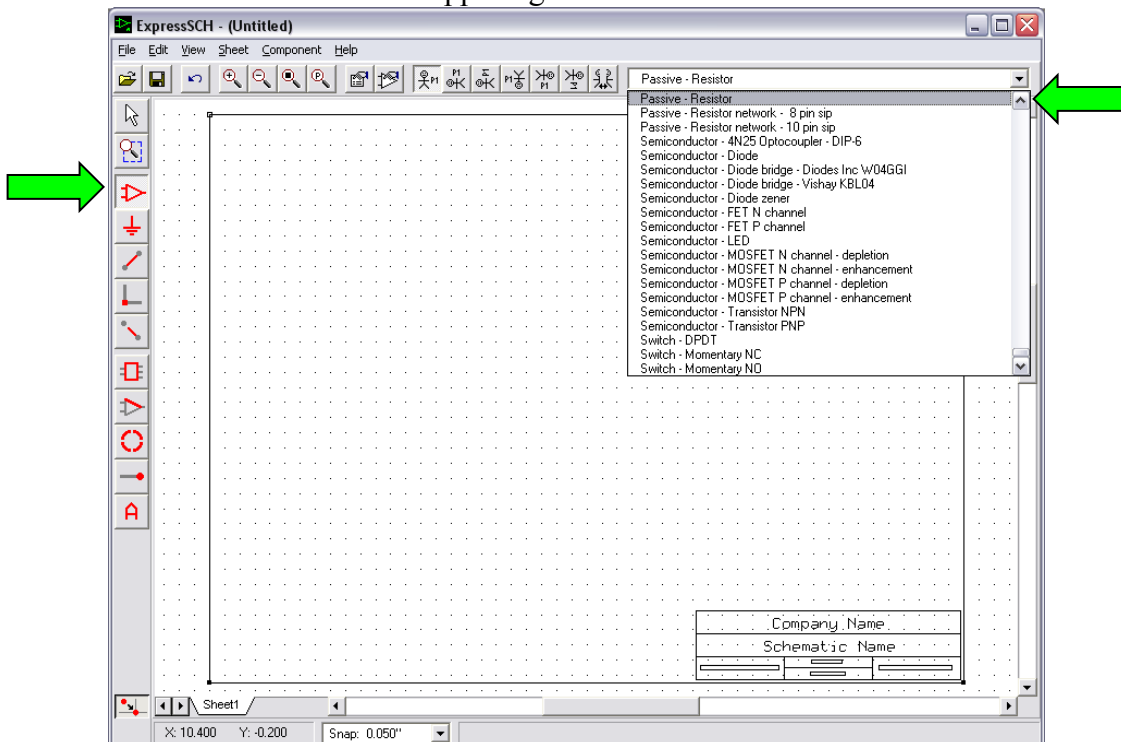 ExpressSCH - (Untitled)
File Edit View Sheet Component Help
Passive - Resistor
Passive - Resistor
Passive - Resistor network - 8 pin sip
Passive - Resistor network - 10 pin sip
Semiconductor - 4N25 Optocoupler - DIP-6
Semiconductor - Diode
Semiconductor - Diode bridge - Diodes Inc W04GGI
Semiconductor - Diode bridge - Vishay KBL04
Semiconductor - Diode zener
Semiconductor - FET N channel
Semiconductor - FET P channel
Semiconductor - LED
Semiconductor - MOSFET N channel - depletion
Semiconductor - MOSFET N channel - enhancement
Semiconductor - MOSFET P channel - depletion
Semiconductor - MOSFET P channel - enhancement
Semiconductor - Transistor NPN
Semiconductor - Transistor PNP
Switch - DPDT
Switch - Momentary NC
Switch - Momentary NO
A
Company Name
Schematic Name
Sheet1
X: 10.400 Y: -0.200 Snap: 0.050"